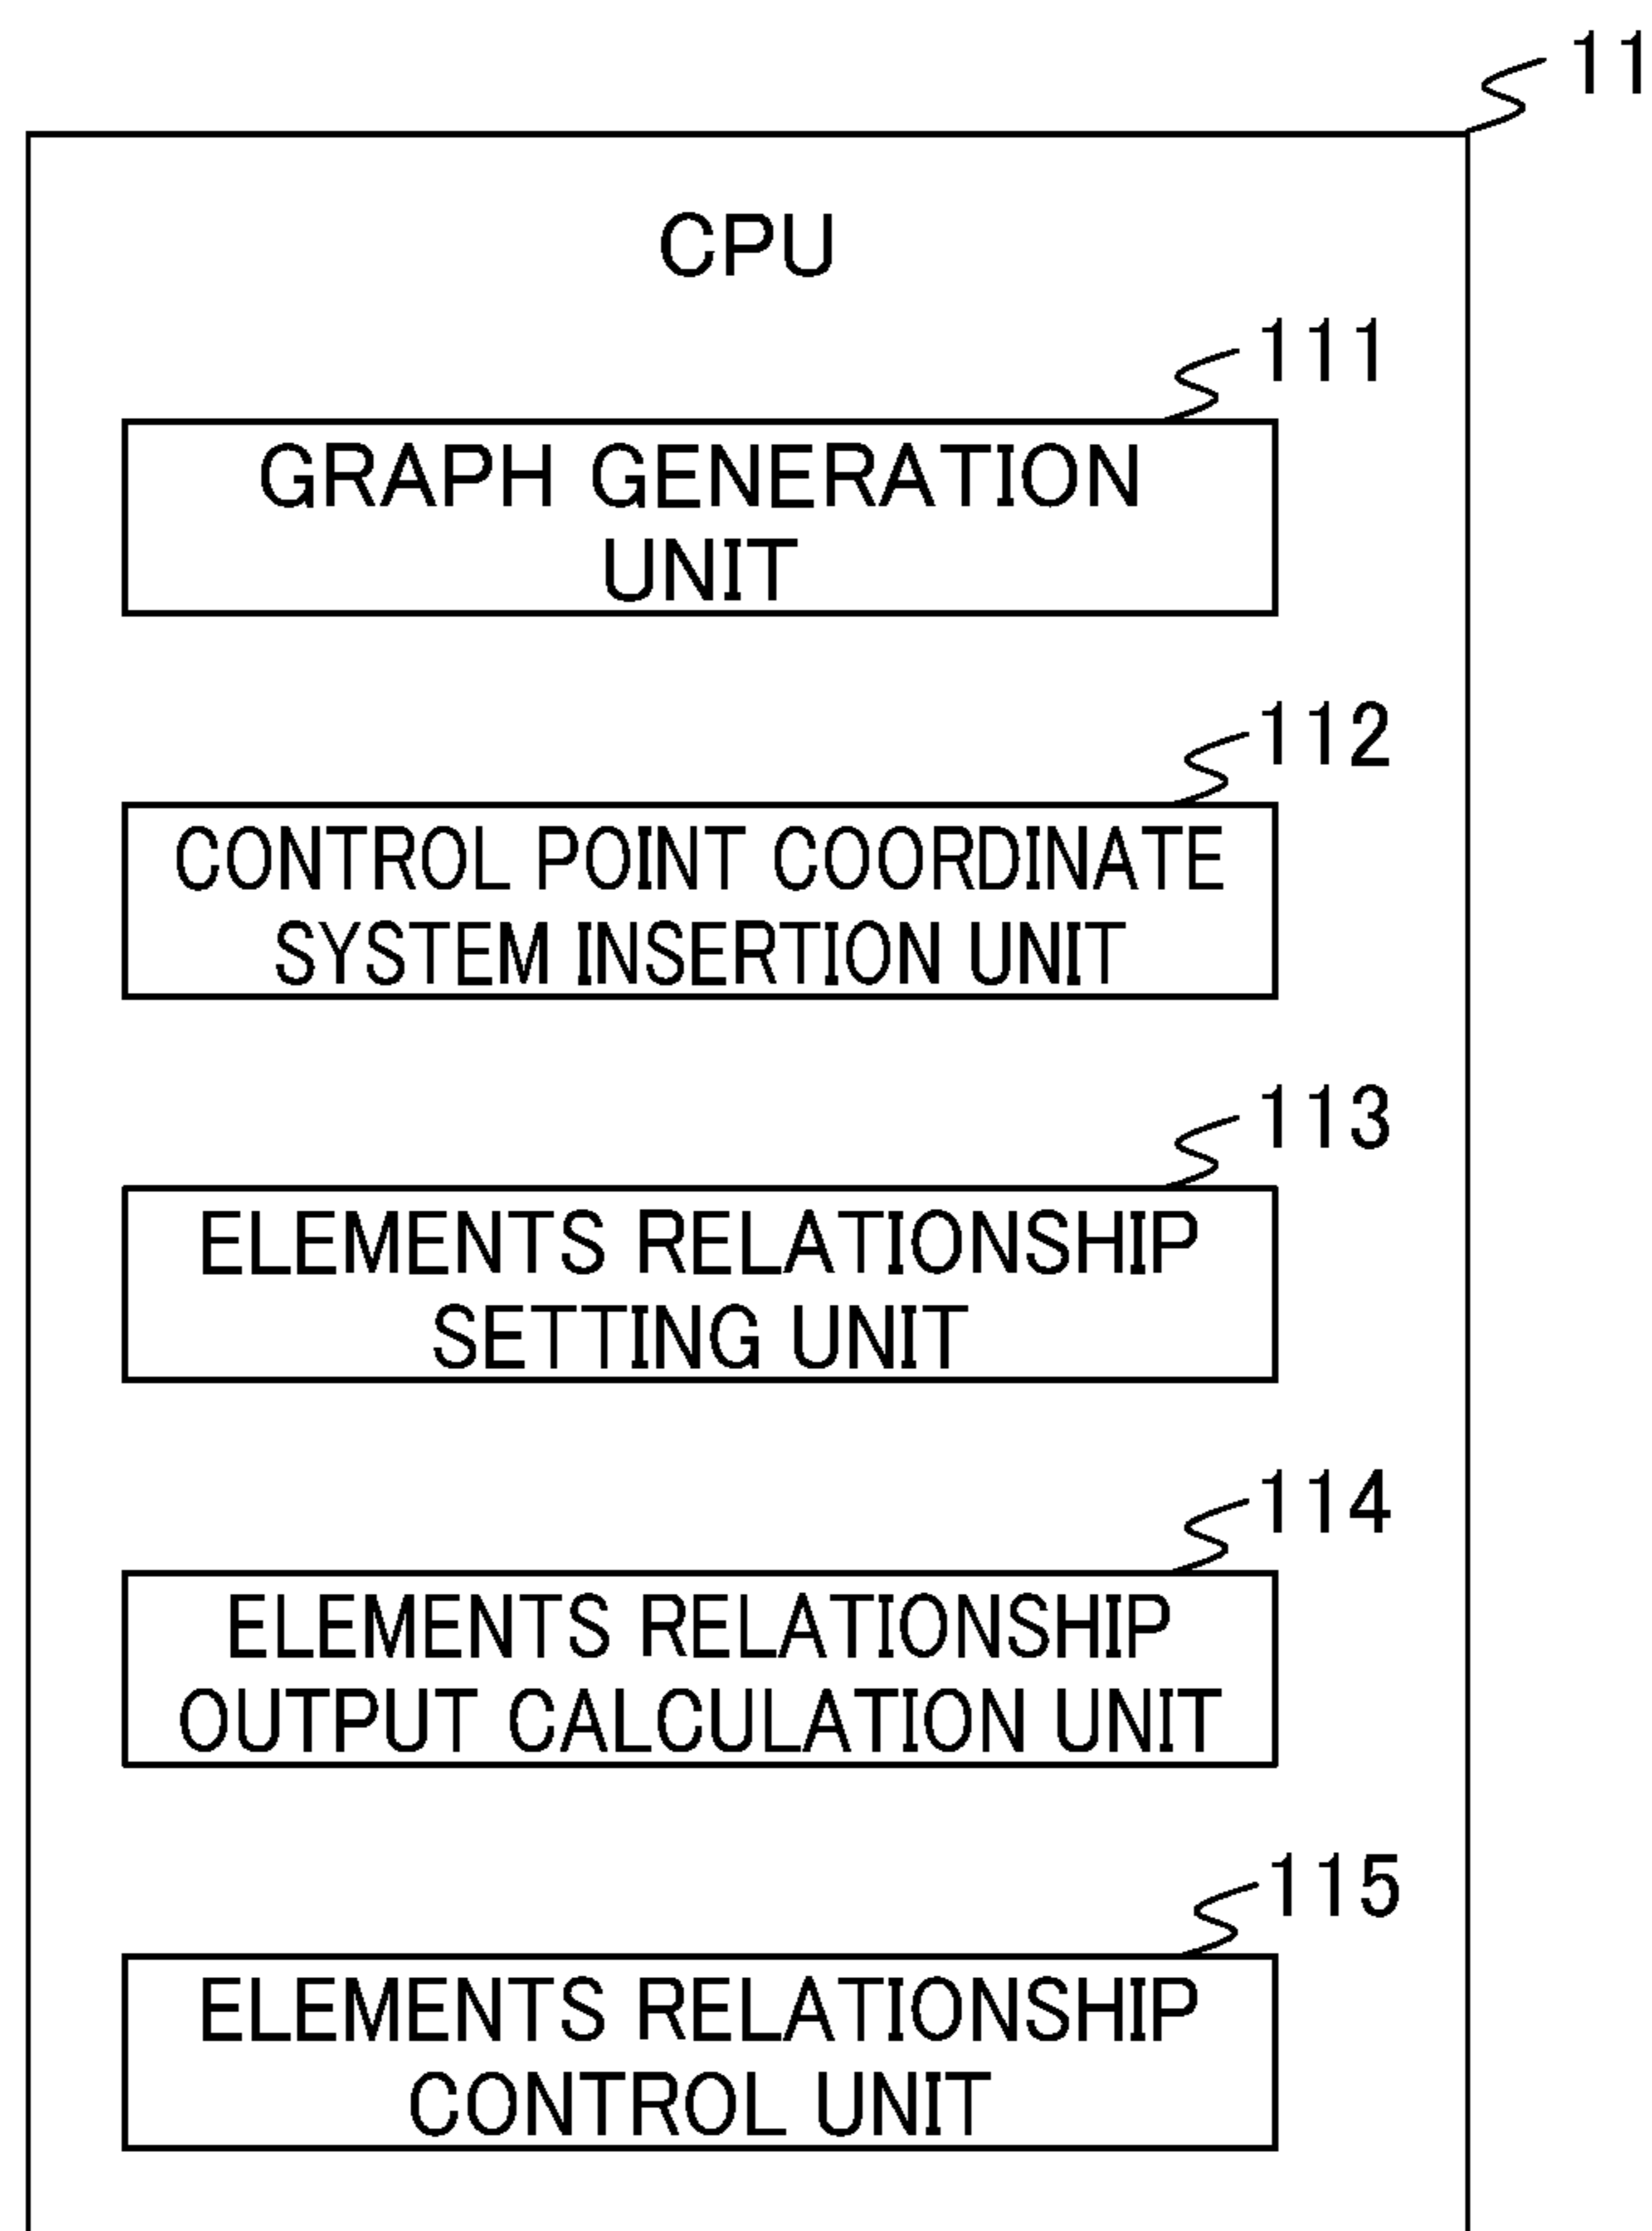 11
CPU
111
GRAPH GENERATION
UNIT
112
CONTROL POINT COORDINATE
SYSTEM INSERTION UNIT
113
ELEMENTS RELATIONSHIP
SETTING UNIT
114
ELEMENTS RELATIONSHIP
OUTPUT CALCULATION UNIT
115
ELEMENTS RELATIONSHIP
CONTROL UNIT